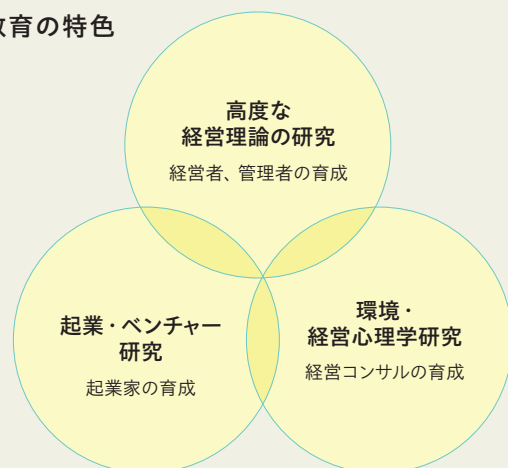 教育の特色
高度な
経営理論の研究
経営者、管理者の育成
起業・ベンチャー
研究
起業家の育成
環境・
経営心理学研究
経営コンサルの育成